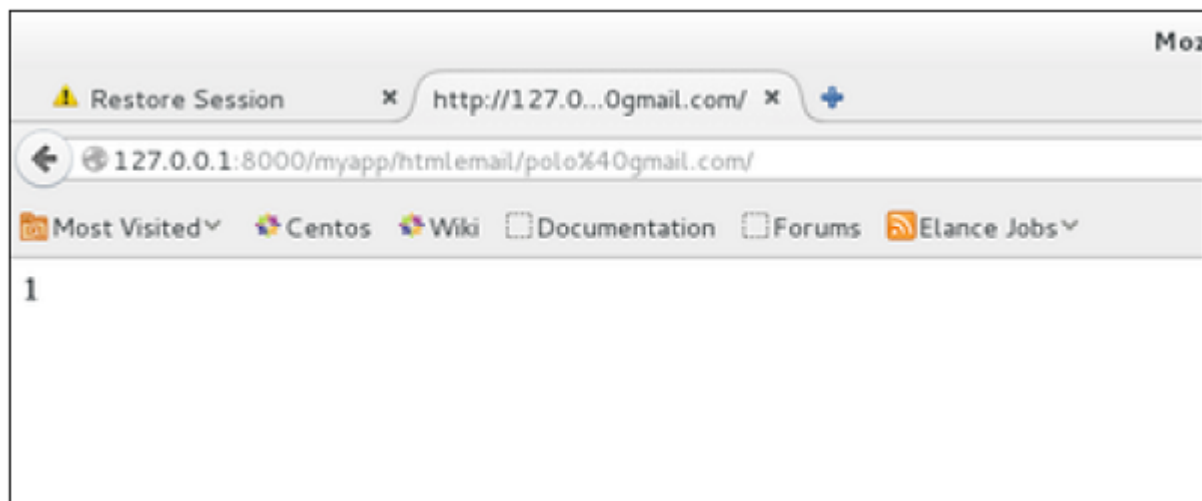 Moz
Restore Session × http://127.0...0gmail.com/ ×
127.0.0.1:8000/myapp/htmlemail/polo%40gmail.com/
Most Visited Centos Wiki Documentation Forums Elance Jobs
1